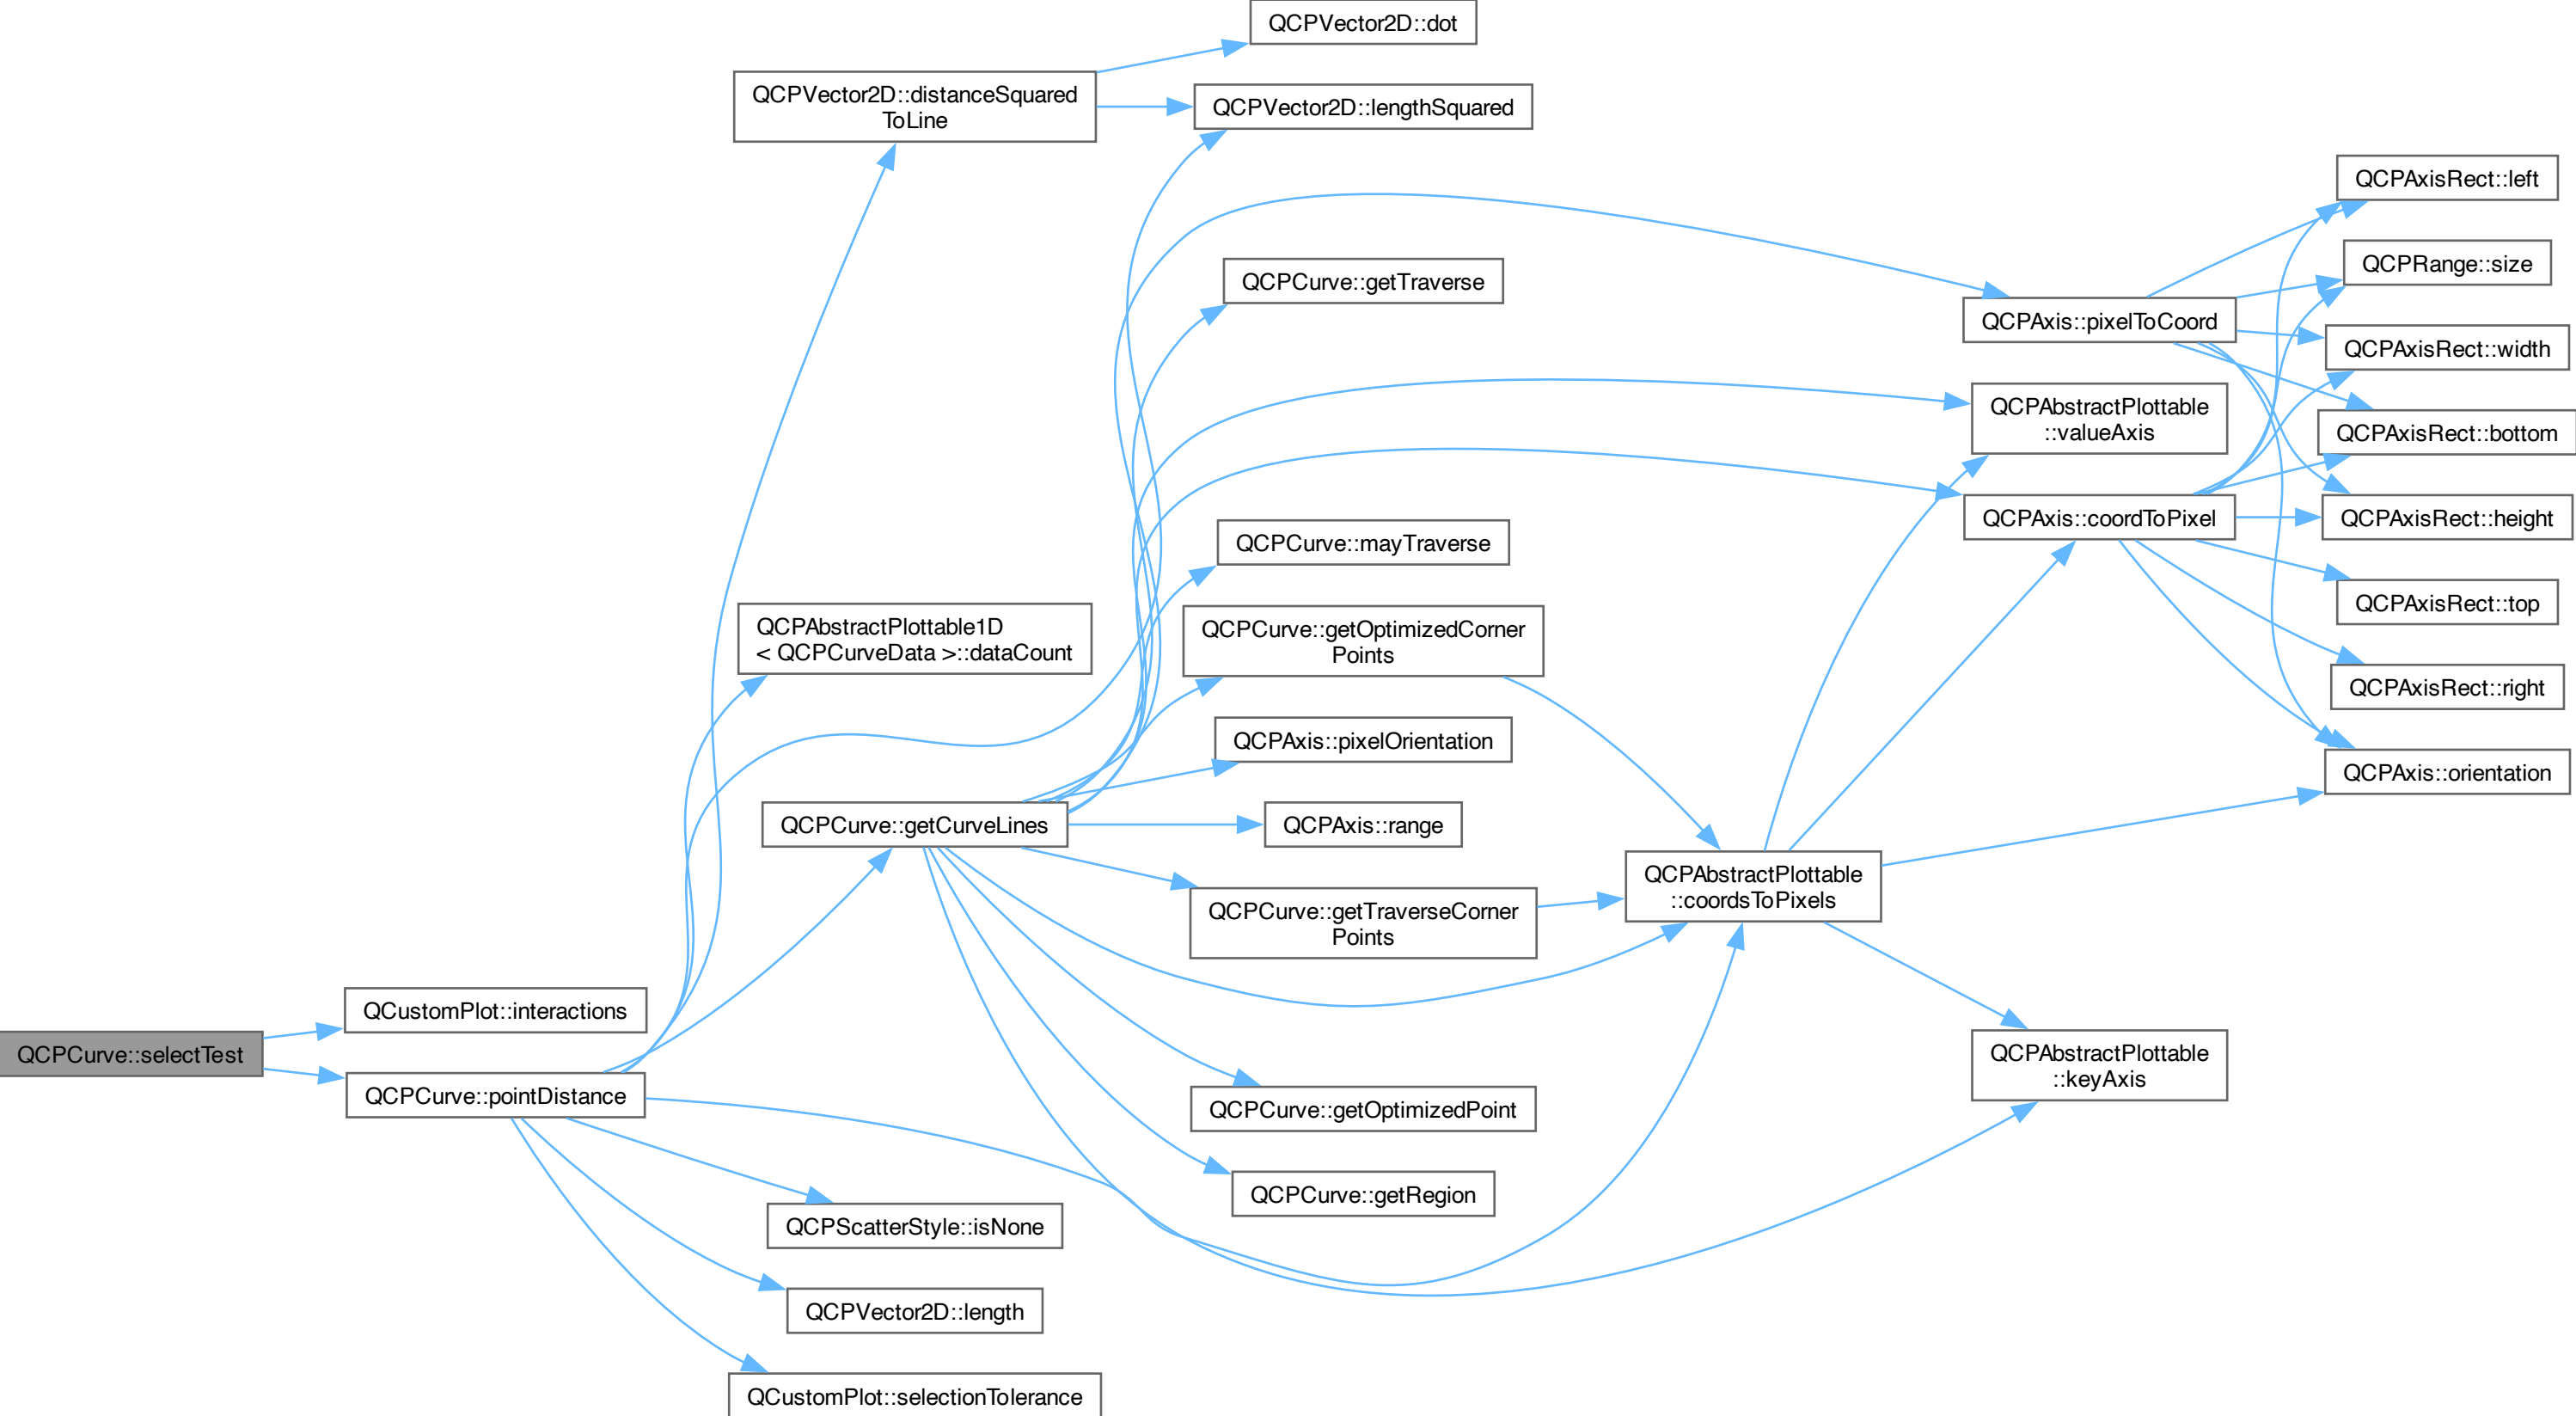 QCPCurve::selectTest
QCustomPlot::interactions
QCPCurve::pointDistance
QCPVector2D::distanceSquared
ToLine
QCPAbstractPlottable1D
< QCPCurveData >::dataCount
QCPCurve::getCurveLines
QCPScatterStyle::isNone
QCPVector2D::length
QCustomPlot::selectionTolerance
QCPVector2D::dot
QCPVector2D::lengthSquared
QCPCurve::getTraverse
QCPCurve::mayTraverse
QCPCurve::getOptimizedCorner
Points
QCPAxis::pixelOrientation
QCPAxis::range
QCPCurve::getTraverseCorner
Points
QCPCurve::getOptimizedPoint
QCPCurve::getRegion
QCPAbstractPlottable
::coordsToPixels
QCPAxis::pixelToCoord
QCPAbstractPlottable
::valueAxis
QCPAxis::coordToPixel
QCPAbstractPlottable
::keyAxis
QCPAxisRect::left
QCPRange::size
QCPAxisRect::width
QCPAxisRect::bottom
QCPAxisRect::height
QCPAxisRect::top
QCPAxisRect::right
QCPAxis::orientation